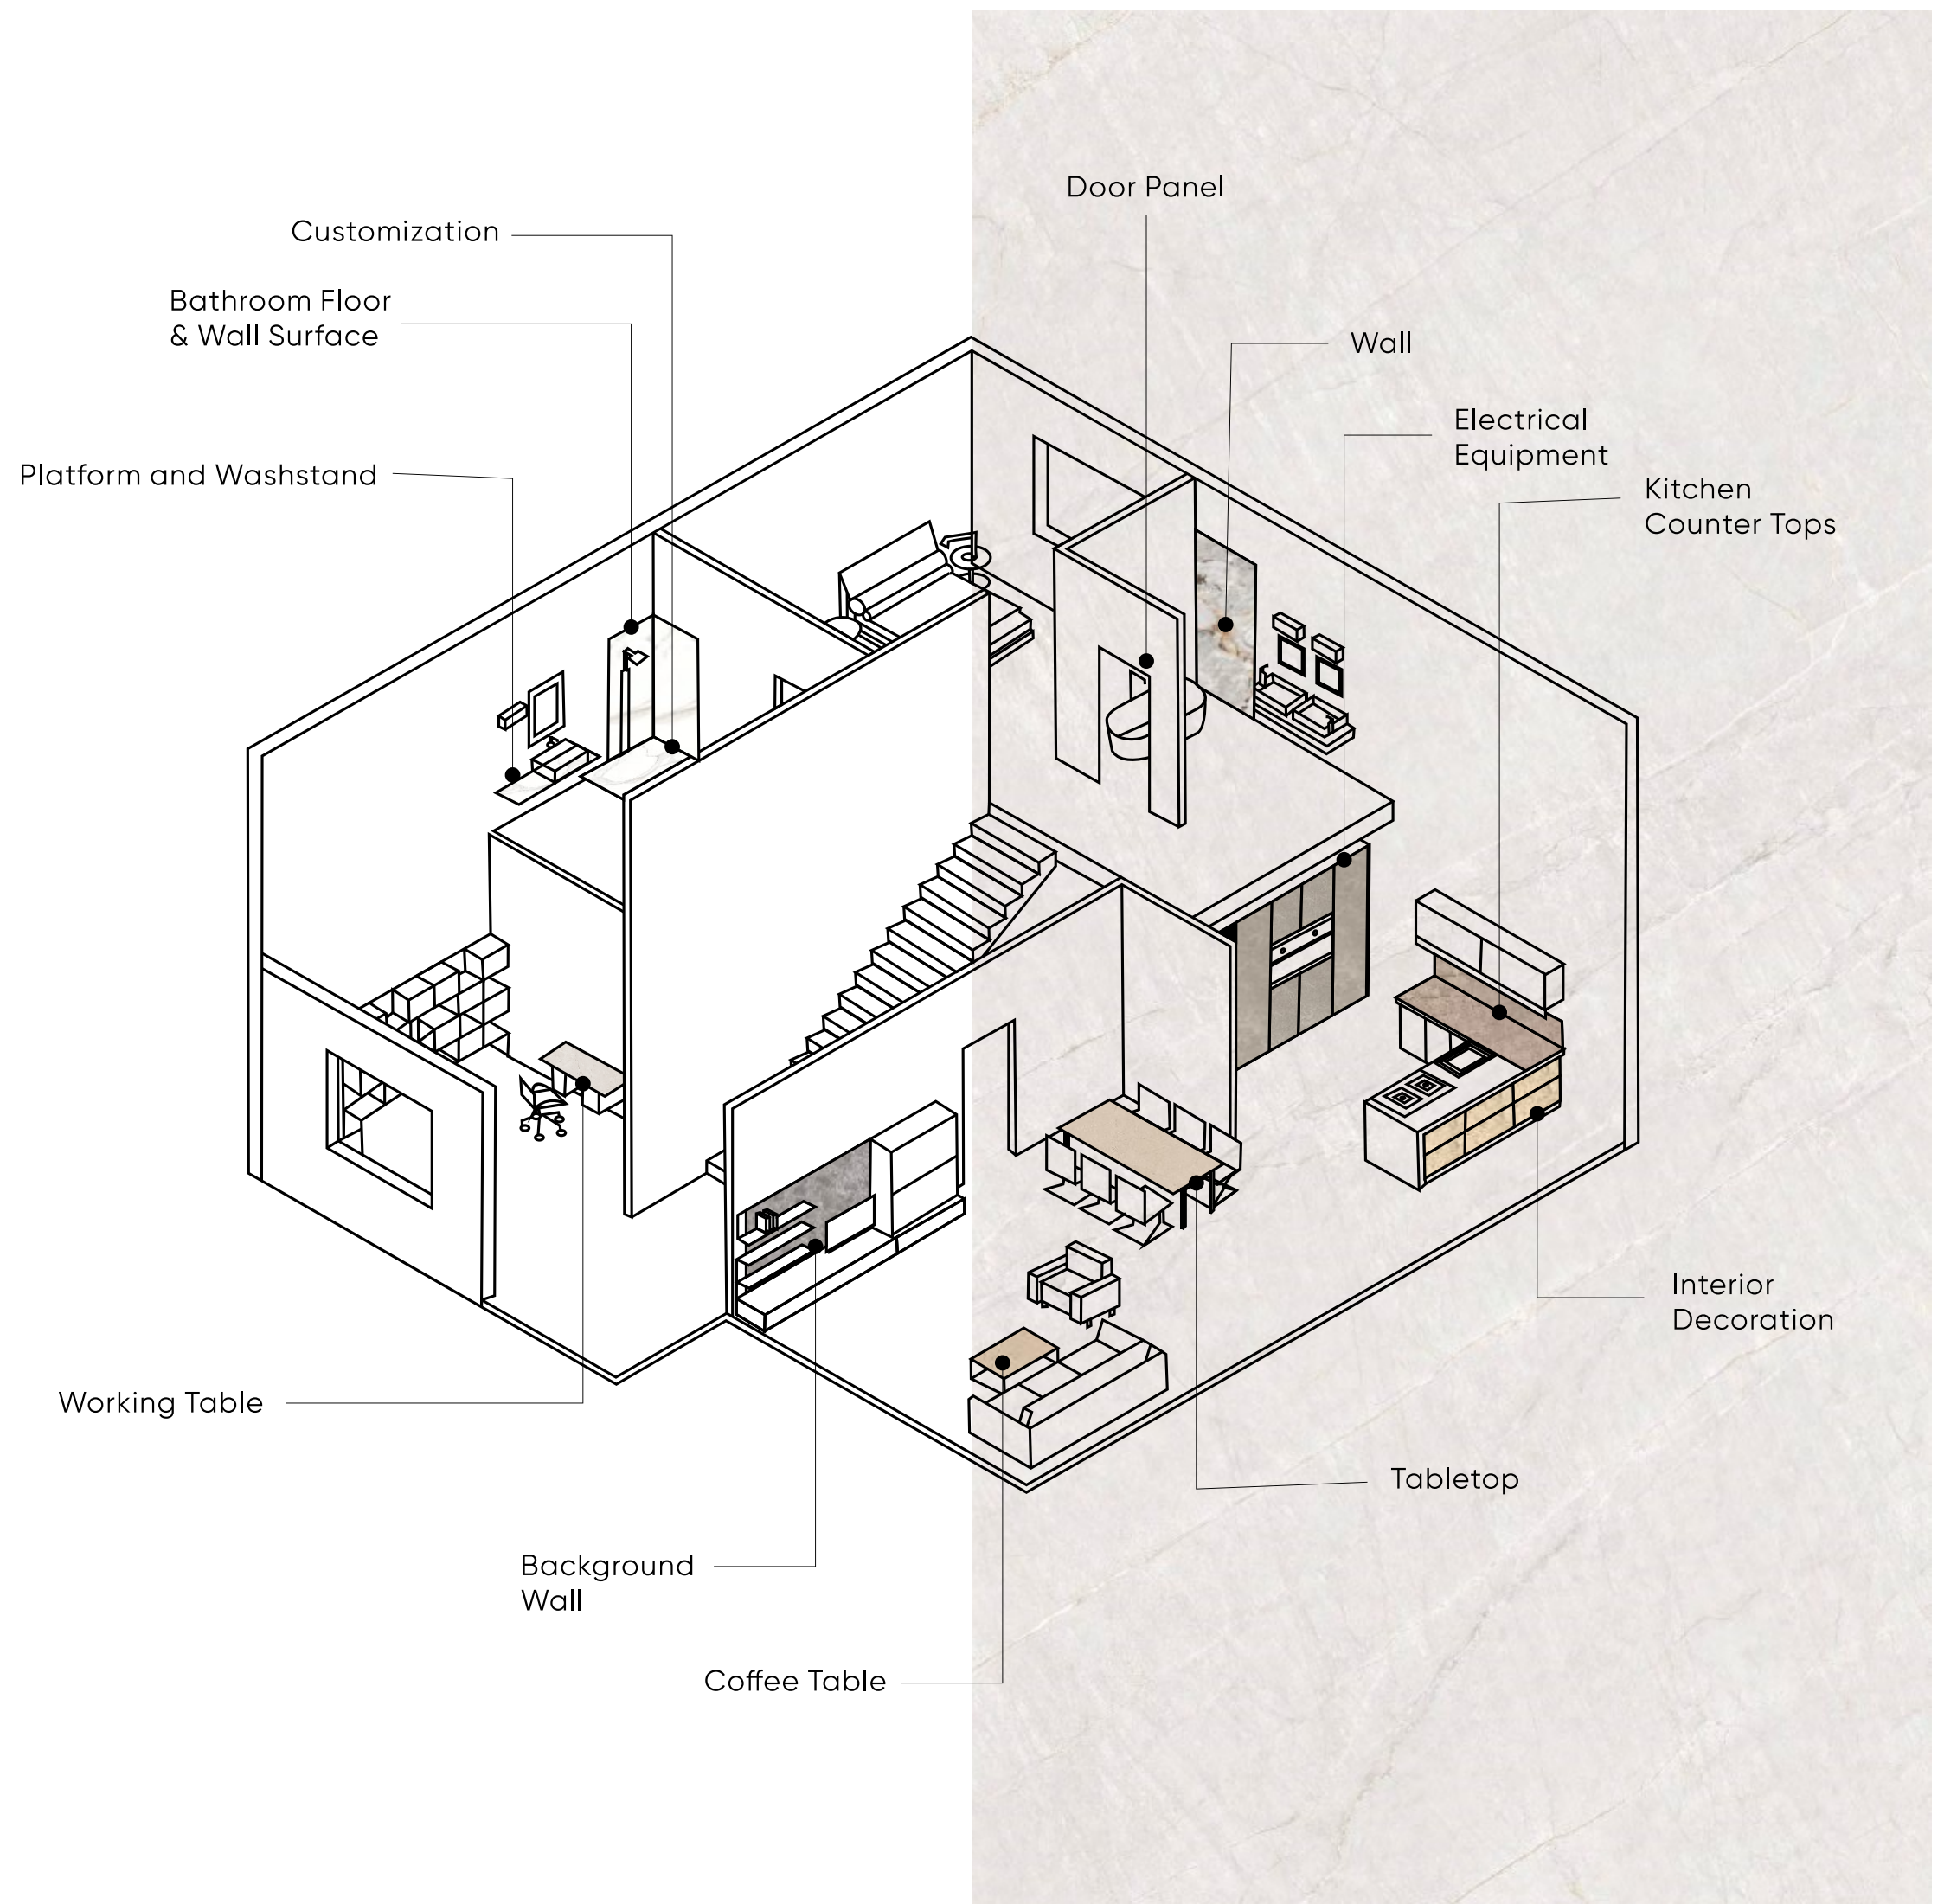 Door Panel
Customization
Bathroom Floor
& Wall Surface
Wall
Electrical
Equipment
Platform and Washstand
Kitchen
Counter Tops
Interior
Decoration
Working Table
Tabletop
Background
Wall
Coffee Table